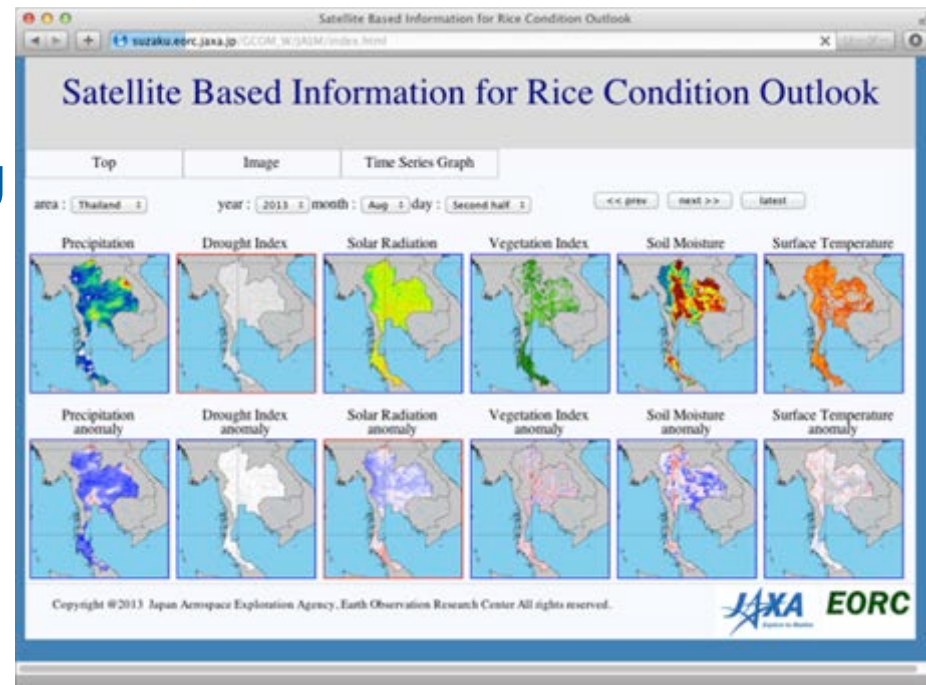 Satellite Based Information for Rice Condition Outlook
suzaku.eorc.jaxa.jp/GCOM_W/JAIM/index.html
Satellite Based Information for Rice Condition Outlook
Top Image Time Series Graph
area : Thailand year : 2013 month : Aug day : Second half << prev next >> latest
Precipitation Drought Index Solar Radiation Vegetation Index Soil Moisture Surface Temperature
Precipitation anomaly Drought Index anomaly Solar Radiation anomaly Vegetation Index anomaly Soil Moisture anomaly Surface Temperature anomaly
Copyright @2013 Japan Aerospace Exploration Agency, Earth Observation Research Center All rights reserved.
JAXA EORC